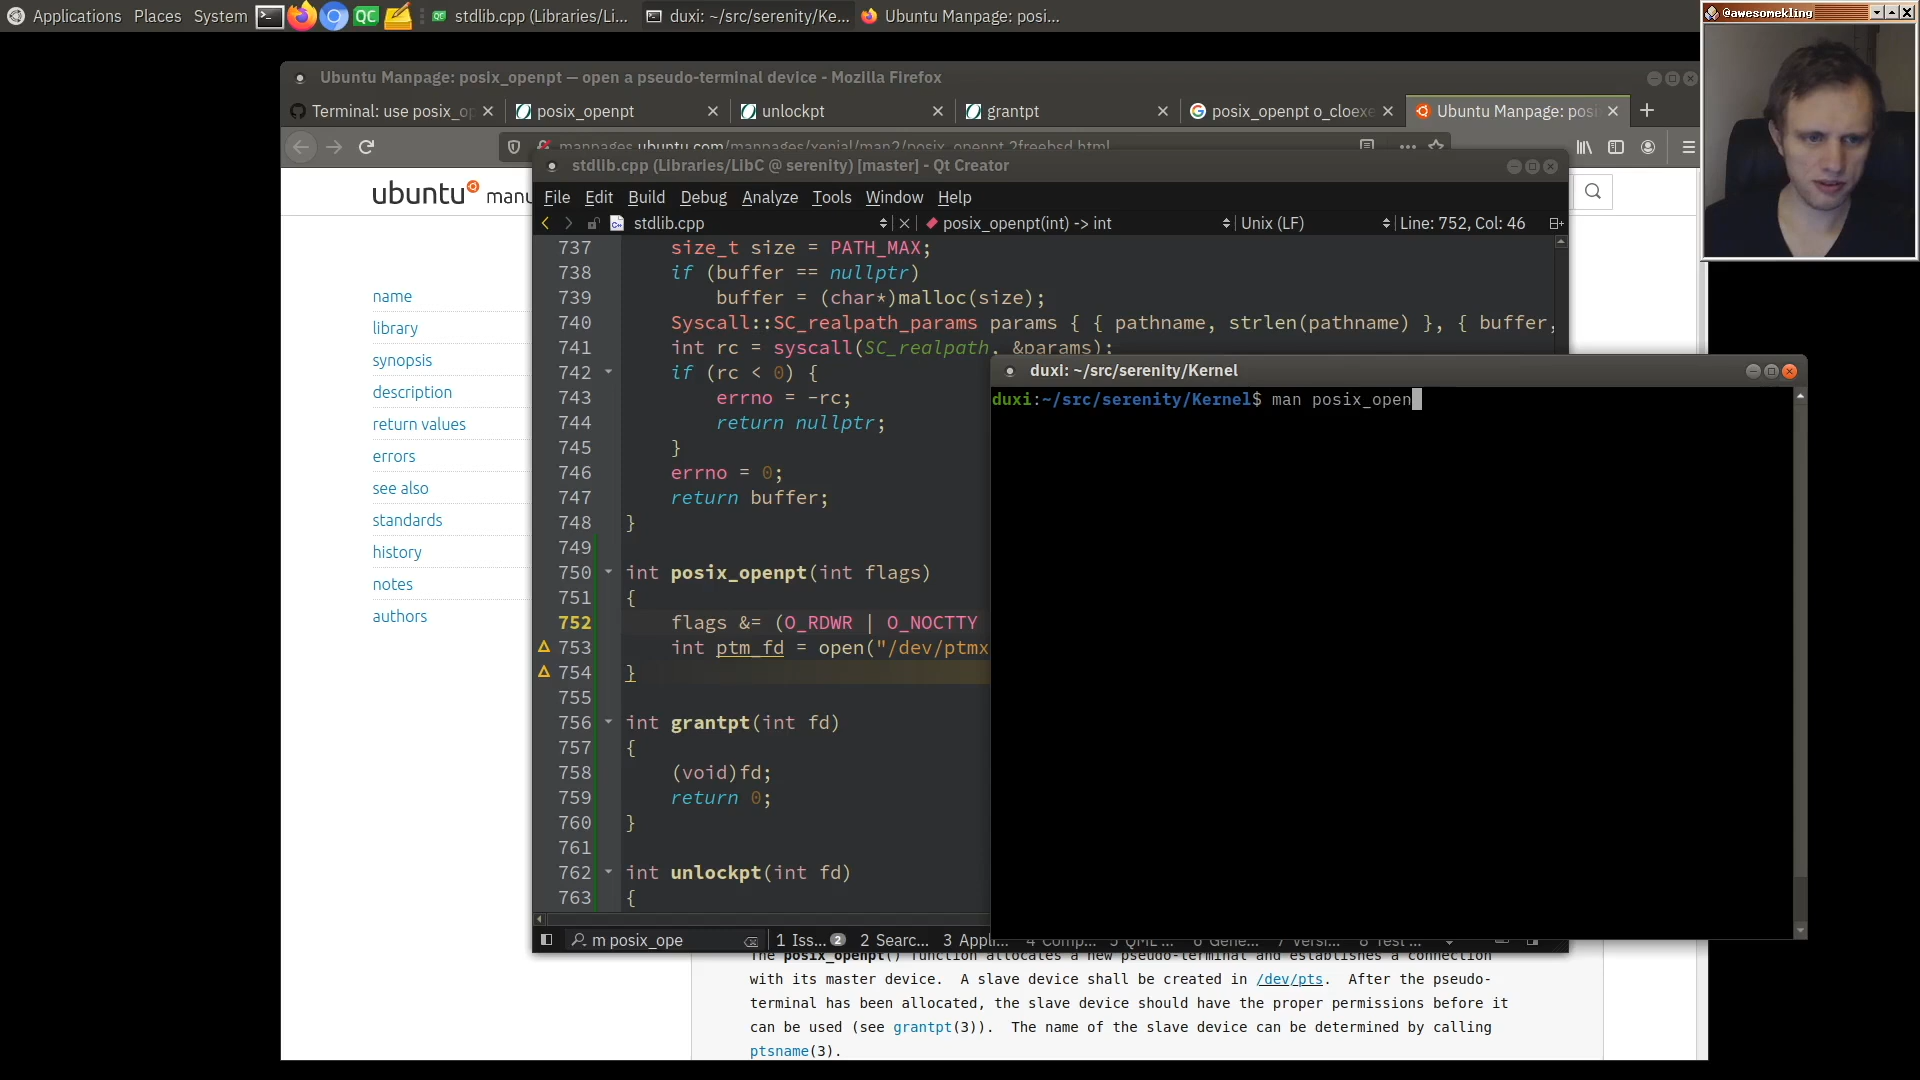 Applications Places System
stdlib.cpp (Libraries/Li...
duxi: ~/src/serenity/Ke...
Ubuntu Manpage: posi...
@awesomekling
Ubuntu Manpage: posix_openpt — open a pseudo-terminal device - Mozilla Firefox
Terminal: use posix_op
posix_openpt
unlockpt
grantpt
posix_openpt o_cloexe
Ubuntu Manpage: posi
manpages.ubuntu.com/manpages/xenial/man2/posix_openpt.2freebsd.html
ubuntu manu
name
library
synopsis
description
return values
errors
see also
standards
history
notes
authors
stdlib.cpp (Libraries/LibC @ serenity) [master] - Qt Creator
File Edit Build Debug Analyze Tools Window Help
stdlib.cpp posix_openpt(int) -> int Unix (LF) Line: 752, Col: 46
737 size_t size = PATH_MAX;
738 if (buffer == nullptr)
739 buffer = (char*)malloc(size);
740 Syscall::SC_realpath_params params { { pathname, strlen(pathname) }, { buffer,
741 int rc = syscall(SC_realpath, &params);
742 if (rc < 0) {
743 errno = -rc;
744 return nullptr;
745 }
746 errno = 0;
747 return buffer;
748 }
749
750 int posix_openpt(int flags)
751 {
752 flags &= (O_RDWR | O_NOCTTY
753 int ptm_fd = open("/dev/ptmx
754 }
755
756 int grantpt(int fd)
757 {
758 (void)fd;
759 return 0;
760 }
761
762 int unlockpt(int fd)
763 {
m posix_ope
1 Iss... 2 2 Searc... 3 Appli... 4 Comp... 5 QML ... 6 Gene... 7 Versi... 8 Test ...
duxi: ~/src/serenity/Kernel
duxi:~/src/serenity/Kernel$ man posix_open
The posix_openpt() function allocates a new pseudo-terminal and establishes a connection
with its master device. A slave device shall be created in /dev/pts. After the pseudo-
terminal has been allocated, the slave device should have the proper permissions before it
can be used (see grantpt(3)). The name of the slave device can be determined by calling
ptsname(3).